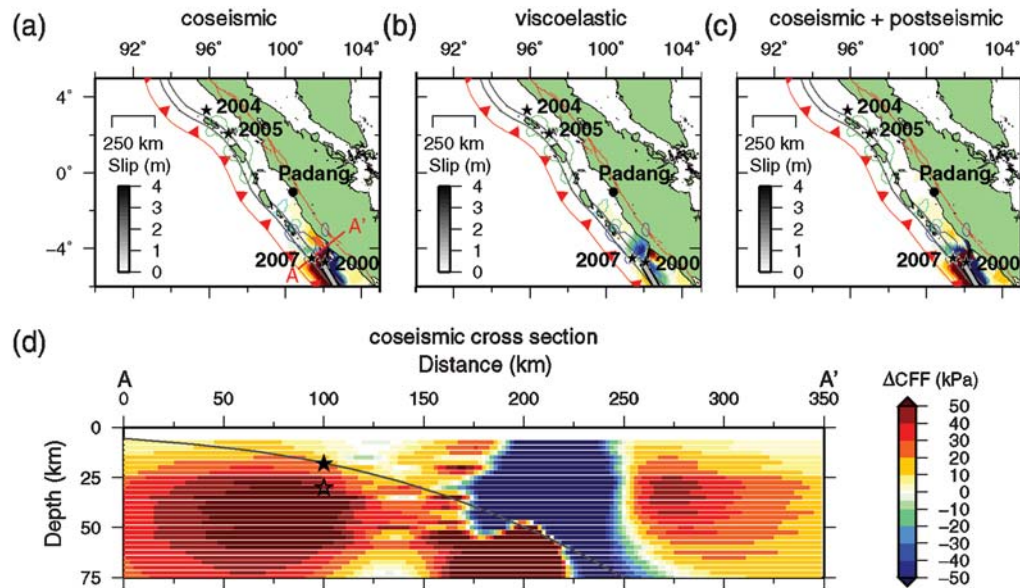 (a) coseismic
(b) viscoelastic
(c) coseismic + postseismic
92° 96° 100° 104°
92° 96° 100° 104°
92° 96° 100° 104°
4°
0°
−4°
250 km
Slip (m)
4
3
2
1
0
2004
2005
Padang
A'
A
2007
2000
250 km
Slip (m)
4
3
2
1
0
2004
2005
Padang
2007
2000
250 km
Slip (m)
4
3
2
1
0
2004
2005
Padang
2007
2000
(d) coseismic cross section
Distance (km)
A A'
0 50 100 150 200 250 300 350
Depth (km)
0
25
50
75
ΔCFF (kPa)
50
40
30
20
10
0
−10
−20
−30
−40
−50